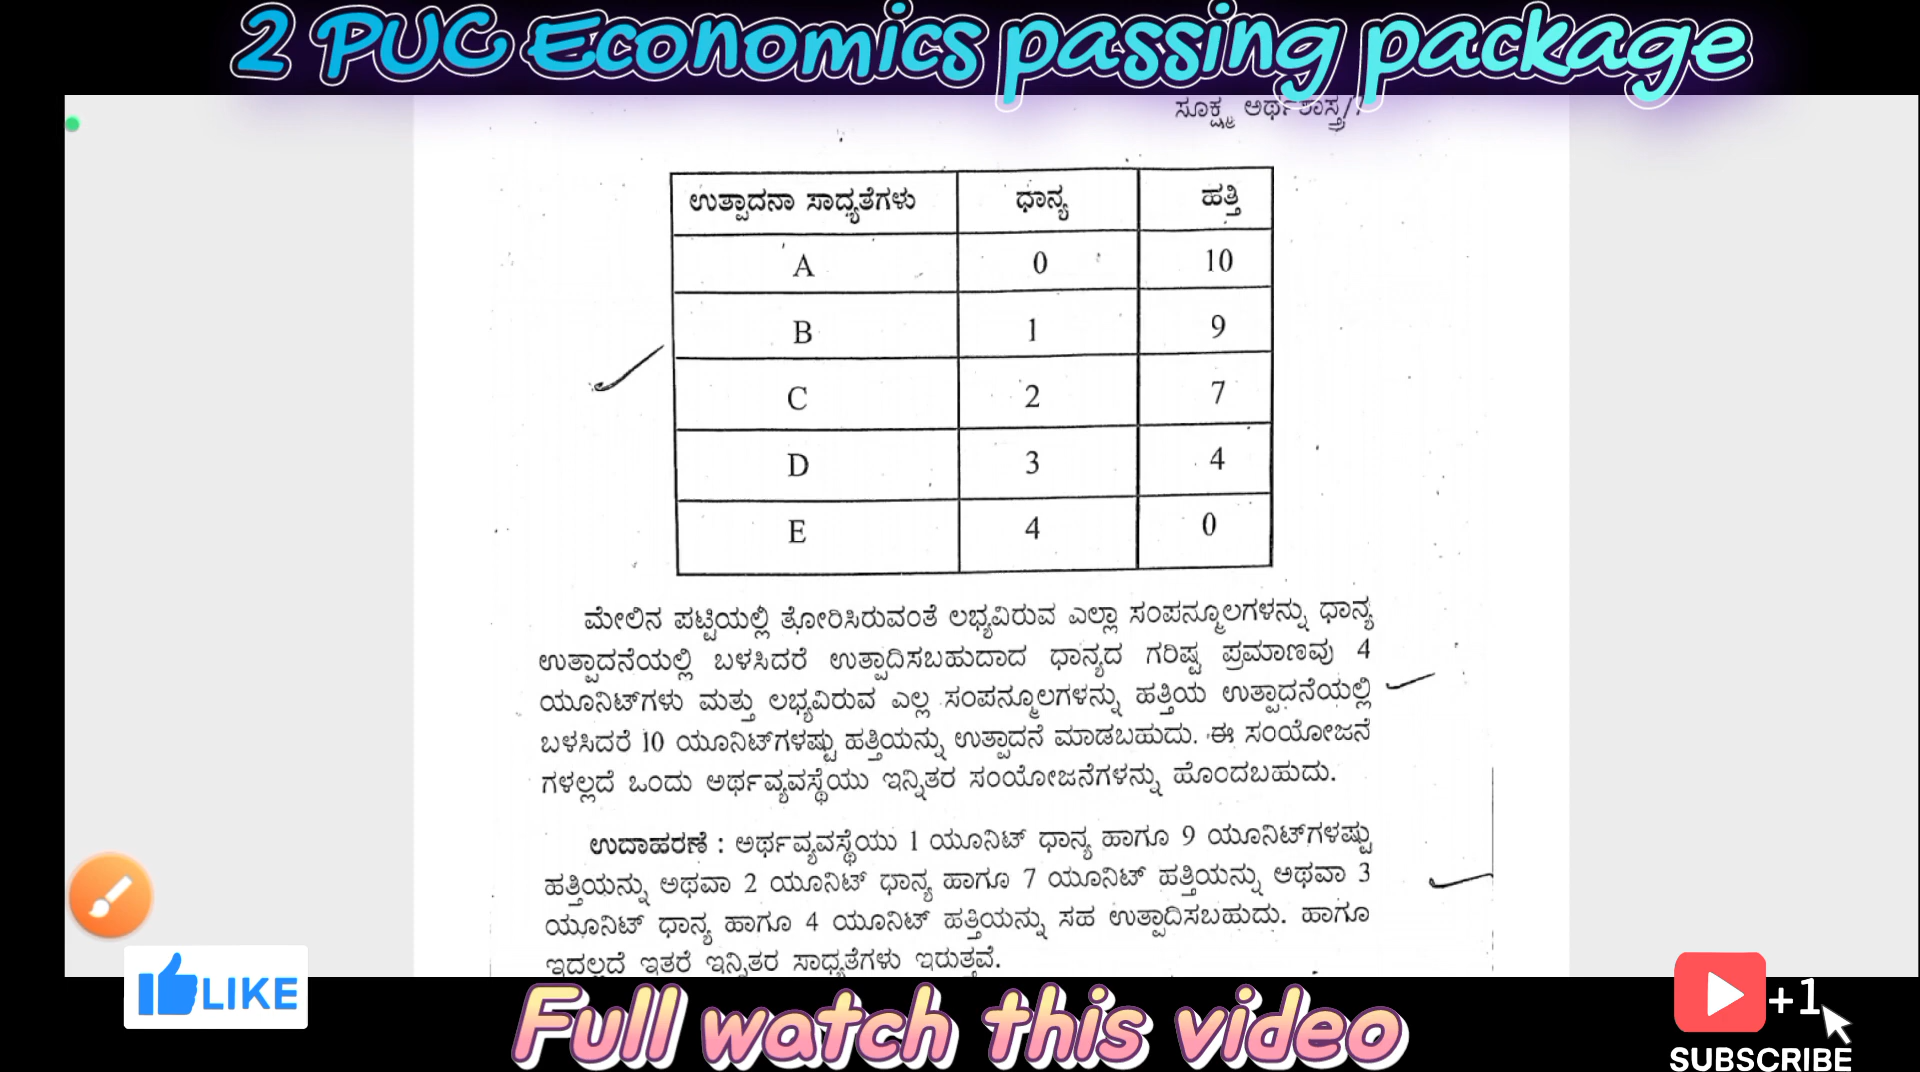 2 PUC Economics passing package
ಸೂಕ್ಷ್ಮ ಅರ್ಥಶಾಸ್ತ್ರ/7
ಉತ್ಪಾದನಾ ಸಾಧ್ಯತೆಗಳು ಧಾನ್ಯ ಹತ್ತಿ
A 0 10
B 1 9
C 2 7
D 3 4
E 4 0
ಮೇಲಿನ ಪಟ್ಟಿಯಲ್ಲಿ ತೋರಿಸಿರುವಂತೆ ಲಭ್ಯವಿರುವ ಎಲ್ಲಾ ಸಂಪನ್ಮೂಲಗಳನ್ನು ಧಾನ್ಯ
ಉತ್ಪಾದನೆಯಲ್ಲಿ ಬಳಸಿದರೆ ಉತ್ಪಾದಿಸಬಹುದಾದ ಧಾನ್ಯದ ಗರಿಷ್ಟ ಪ್ರಮಾಣವು 4
ಯೂನಿಟ್‌ಗಳು ಮತ್ತು ಲಭ್ಯವಿರುವ ಎಲ್ಲ ಸಂಪನ್ಮೂಲಗಳನ್ನು ಹತ್ತಿಯ ಉತ್ಪಾದನೆಯಲ್ಲಿ
ಬಳಸಿದರೆ 10 ಯೂನಿಟ್‌ಗಳಷ್ಟು ಹತ್ತಿಯನ್ನು ಉತ್ಪಾದನೆ ಮಾಡಬಹುದು. ಈ ಸಂಯೋಜನೆ
ಗಳಲ್ಲದೆ ಒಂದು ಅರ್ಥವ್ಯವಸ್ಥೆಯು ಇನ್ನಿತರ ಸಂಯೋಜನೆಗಳನ್ನು ಹೊಂದಬಹುದು.
ಉದಾಹರಣೆ : ಅರ್ಥವ್ಯವಸ್ಥೆಯು 1 ಯೂನಿಟ್ ಧಾನ್ಯ ಹಾಗೂ 9 ಯೂನಿಟ್‌ಗಳಷ್ಟು
ಹತ್ತಿಯನ್ನು ಅಥವಾ 2 ಯೂನಿಟ್ ಧಾನ್ಯ ಹಾಗೂ 7 ಯೂನಿಟ್ ಹತ್ತಿಯನ್ನು ಅಥವಾ 3
ಯೂನಿಟ್ ಧಾನ್ಯ ಹಾಗೂ 4 ಯೂನಿಟ್ ಹತ್ತಿಯನ್ನು ಸಹ ಉತ್ಪಾದಿಸಬಹುದು. ಹಾಗೂ
ಇದಲ್ಲದೆ ಇತರೆ ಇನ್ನಿತರ ಸಾಧ್ಯತೆಗಳು ಇರುತ್ತವೆ.
LIKE
Full watch this video
+1
SUBSCRIBE